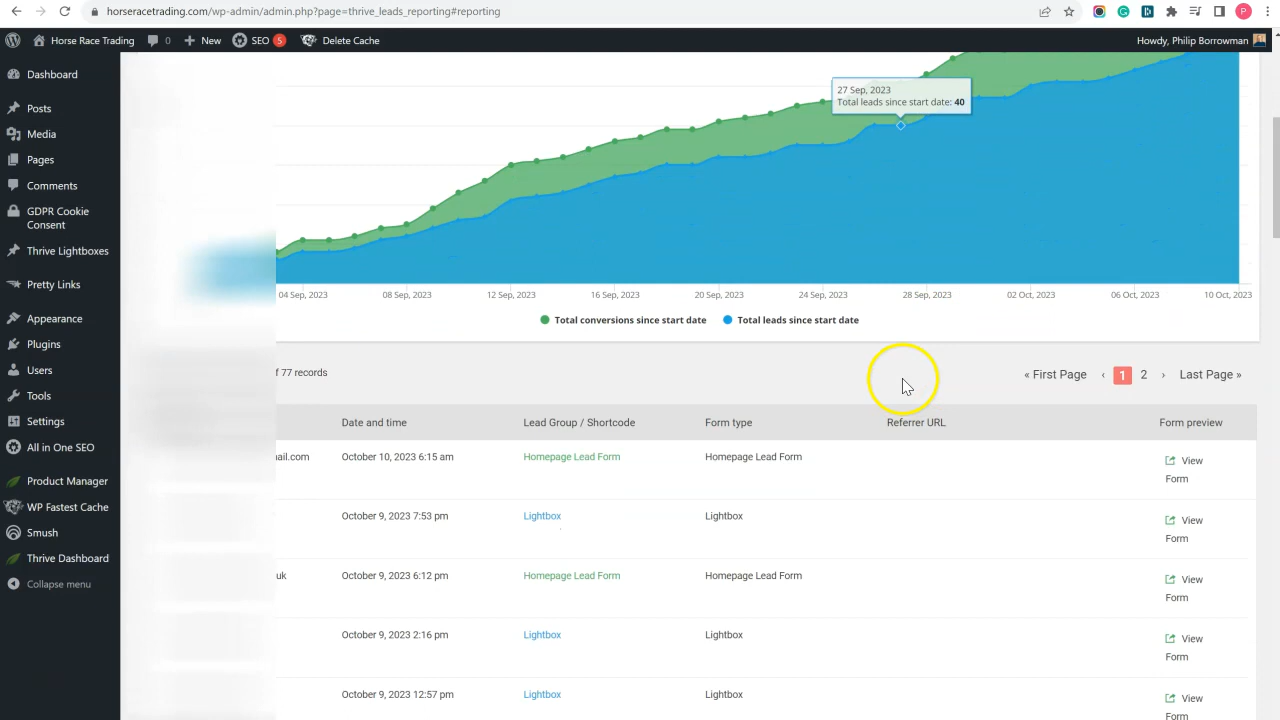 horseracetrading.com/wp-admin/admin.php?page=thrive_leads_reporting#reporting
P
Horse Race Trading 0 New SEO 5 Delete Cache Howdy, Philip Borrowman
Dashboard
Posts
Media
Pages
Comments
GDPR Cookie
Consent
Thrive Lightboxes
Pretty Links
Appearance
Plugins
Users
Tools
Settings
All in One SEO
Product Manager
WP Fastest Cache
Smush
Thrive Dashboard
Collapse menu
27 Sep, 2023
Total leads since start date: 40
04 Sep, 2023 08 Sep, 2023 12 Sep, 2023 16 Sep, 2023 20 Sep, 2023 24 Sep, 2023 28 Sep, 2023 02 Oct, 2023 06 Oct, 2023 10 Oct, 2023
Total conversions since start date Total leads since start date
f 77 records « First Page ‹ 1 2 › Last Page »
Date and time Lead Group / Shortcode Form type Referrer URL Form preview
ail.com October 10, 2023 6:15 am Homepage Lead Form Homepage Lead Form View
Form
October 9, 2023 7:53 pm Lightbox Lightbox View
Form
uk October 9, 2023 6:12 pm Homepage Lead Form Homepage Lead Form View
Form
October 9, 2023 2:16 pm Lightbox Lightbox View
Form
October 9, 2023 12:57 pm Lightbox Lightbox View
Form